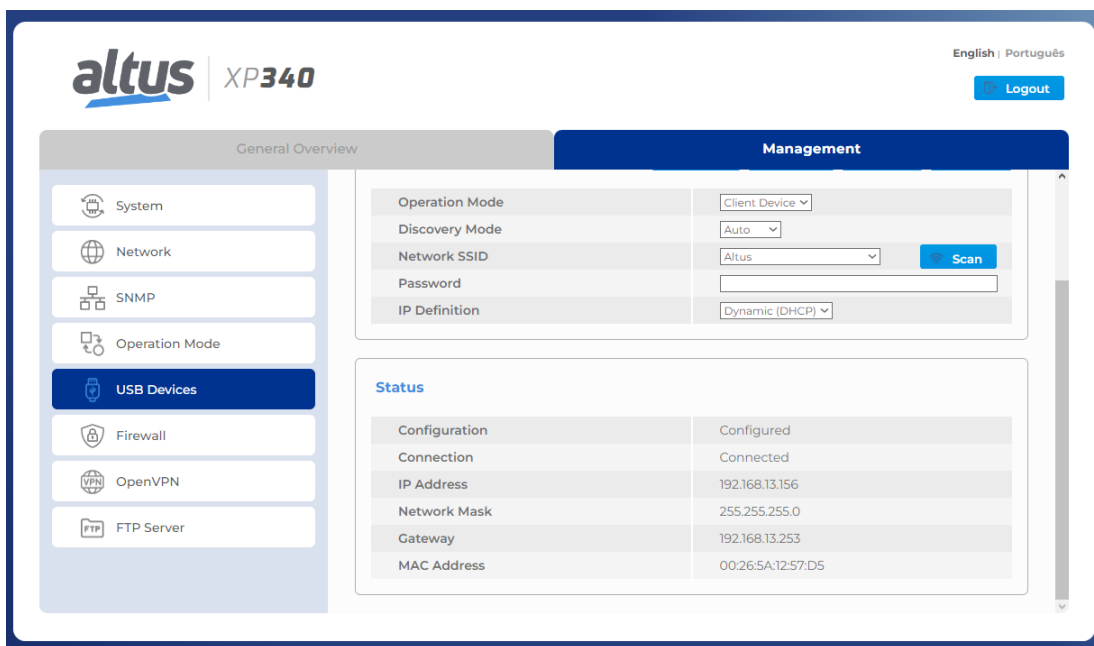 altus XP340
English | Português
Logout
General Overview
Management
System
Network
SNMP
Operation Mode
USB Devices
Firewall
VPN OpenVPN
FTP FTP Server
Operation Mode Client Device
Discovery Mode Auto
Network SSID Altus Scan
Password
IP Definition Dynamic (DHCP)
Status
Configuration Configured
Connection Connected
IP Address 192.168.13.156
Network Mask 255.255.255.0
Gateway 192.168.13.253
MAC Address 00:26:5A:12:57:D5